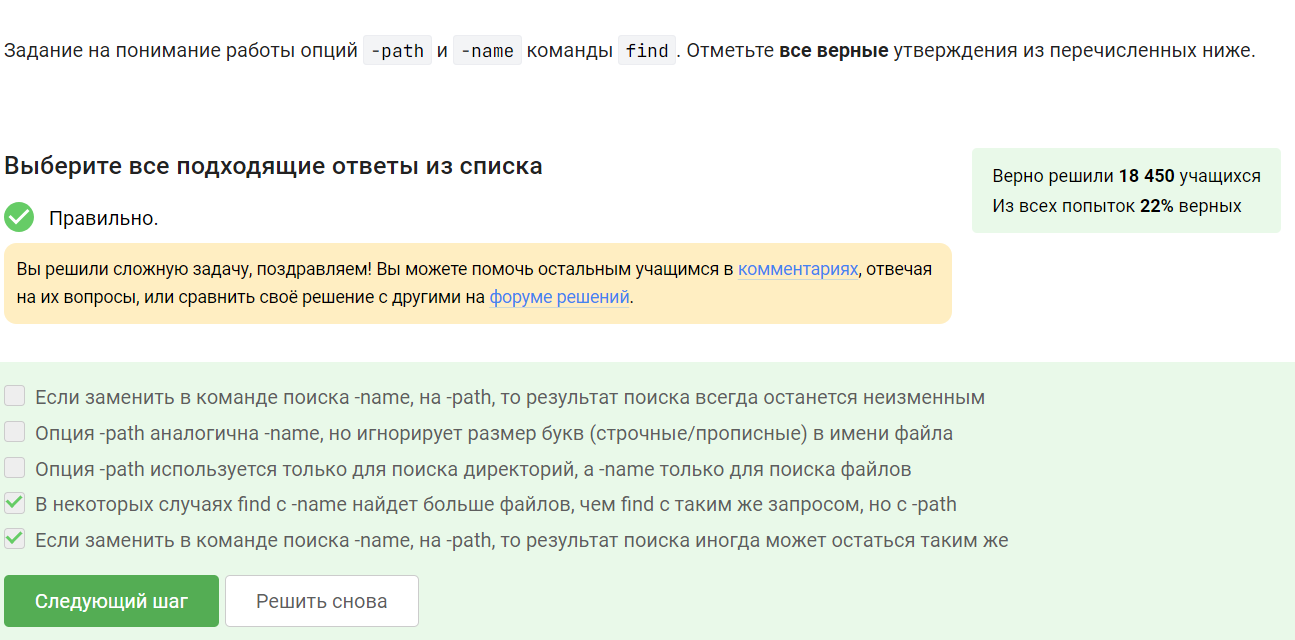 Задание на понимание работы опций -path и -name команды find. Отметьте все верные утверждения из перечисленных ниже.
Выберите все подходящие ответы из списка
Верно решили 18 450 учащихся
Из всех попыток 22% верных
Правильно.
Вы решили сложную задачу, поздравляем! Вы можете помочь остальным учащимся в комментариях, отвечая
на их вопросы, или сравнить своё решение с другими на форуме решений.
Если заменить в команде поиска -name, на -path, то результат поиска всегда останется неизменным
Опция -path аналогична -name, но игнорирует размер букв (строчные/прописные) в имени файла
Опция -path используется только для поиска директорий, а -name только для поиска файлов
В некоторых случаях find с -name найдет больше файлов, чем find с таким же запросом, но с -path
Если заменить в команде поиска -name, на -path, то результат поиска иногда может остаться таким же
Следующий шаг
Решить снова